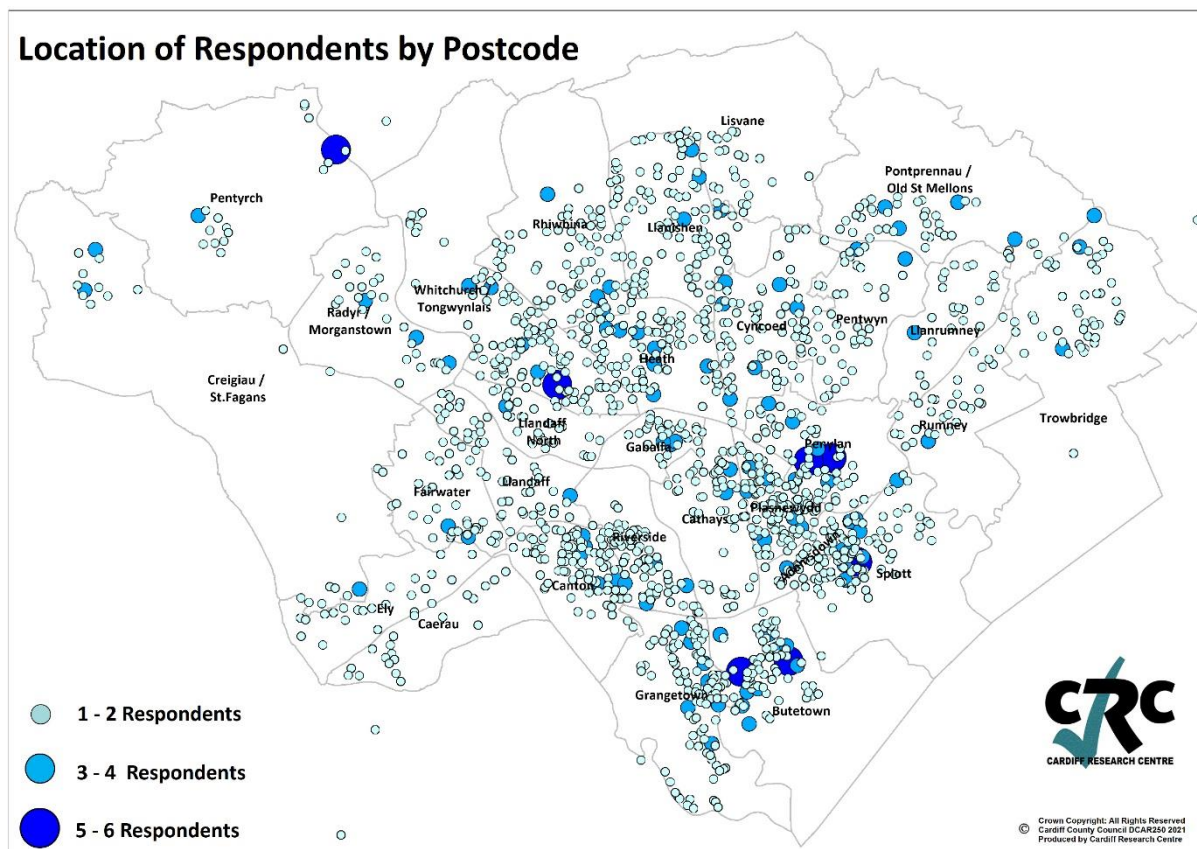 Location of Respondents by Postcode
Lisvane
Pontprennau /
Old St Mellons
Pentyrch
Rhiwbina
Llanishen
Whitchurch /
Tongwynlais
Radyr /
Morganstown
Cyncoed
Pentwyn
Llanrumney
Heath
Creigiau /
St.Fagans
Trowbridge
Llandaff
North
Rumney
Gabalfa
Penylan
Llandaff
Fairwater
Plasnewydd
Cathays
Riverside
Adamsdown
Splott
Canton
Ely
Caerau
Grangetown
Butetown
1 - 2 Respondents
3 - 4 Respondents
5 - 6 Respondents
CRC
CARDIFF RESEARCH CENTRE
© Crown Copyright: All Rights Reserved
Cardiff County Council DCAR250 2021
Produced by Cardiff Research Centre